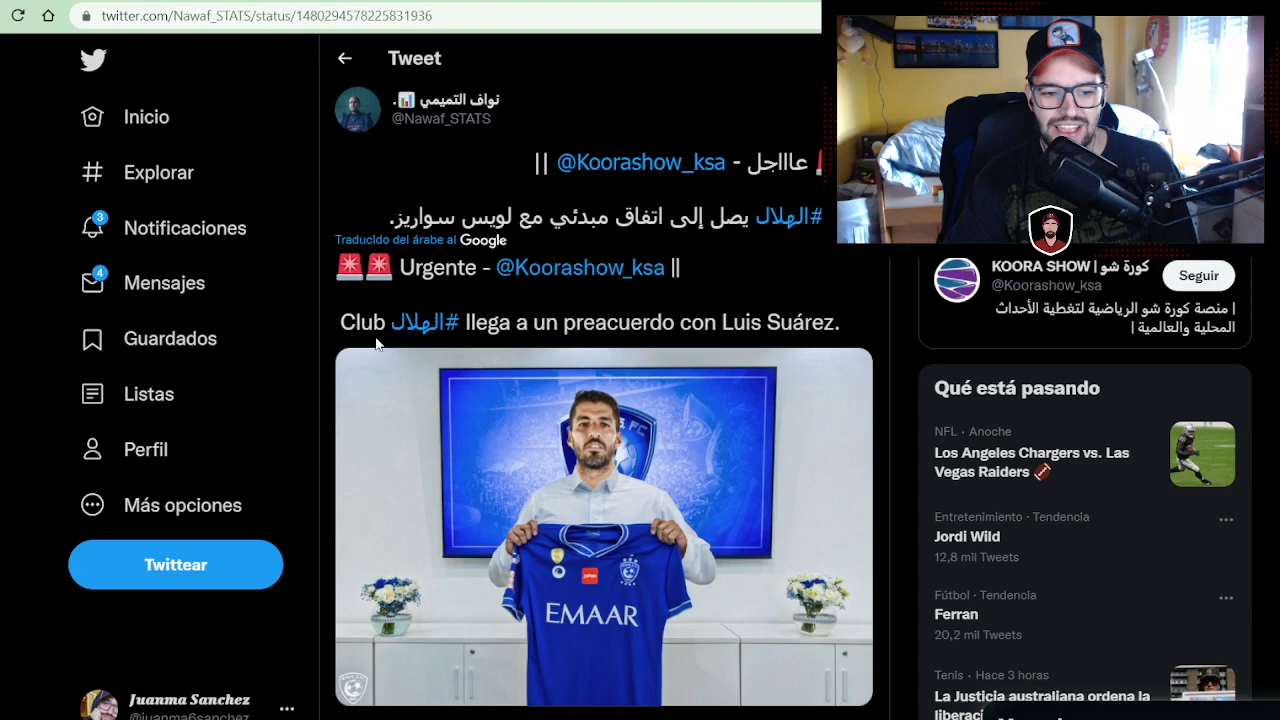 twitter.com/Nawaf_STATS/status/1480294578225831936
Inicio
Explorar
3
Notificaciones
4
Mensajes
Guardados
Listas
Perfil
Más opciones
Twittear
Juanma Sanchez
@juanma6sanchez
Tweet
نواف التميمي 📊.
@Nawaf_STATS
عاااجل - @Koorashow_ksa ||
#الهلال يصل إلى اتفاق مبدئي مع لويس سواريز.
Traducido del árabe al Google
🚨🚨 Urgente - @Koorashow_ksa ||
Club #الهلال llega a un preacuerdo con Luis Suárez.
EMAAR
KOORA SHOW | كورة شو
@Koorashow_ksa
Seguir
| منصة كورة شو الرياضية لتغطية الأحداث
المحلية والعالمية |
Qué está pasando
NFL · Anoche
Los Angeles Chargers vs. Las
Vegas Raiders 🏈
Entretenimiento · Tendencia
Jordi Wild
12,8 mil Tweets
Fútbol · Tendencia
Ferran
20,2 mil Tweets
Tenis · Hace 3 horas
La Justicia australiana ordena la